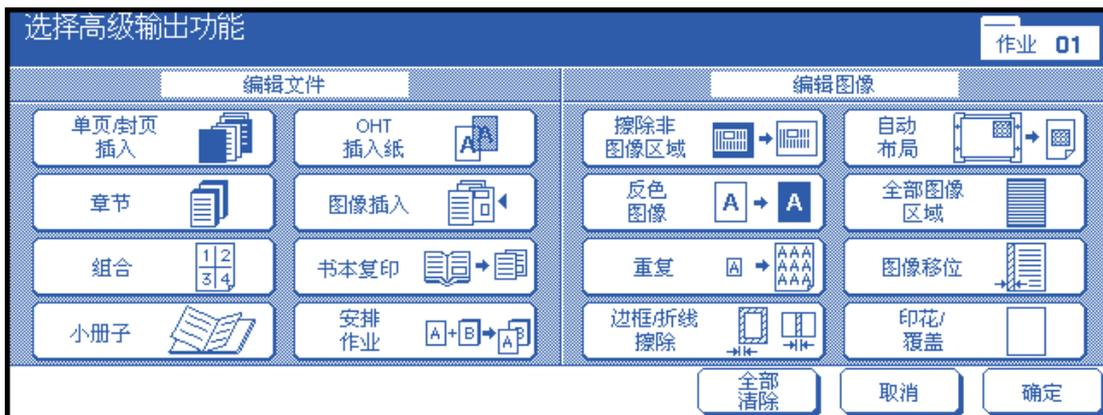 选择高级输出功能
作业 01
编辑文件
编辑图像
单页/封页
插入
OHT
插入纸
擦除非
图像区域
自动
布局
章节
图像插入
反色
图像
全部图像
区域
组合
书本复印
重复
图像移位
小册子
安排
作业
边框/折线
擦除
印花/
覆盖
全部
清除
取消
确定